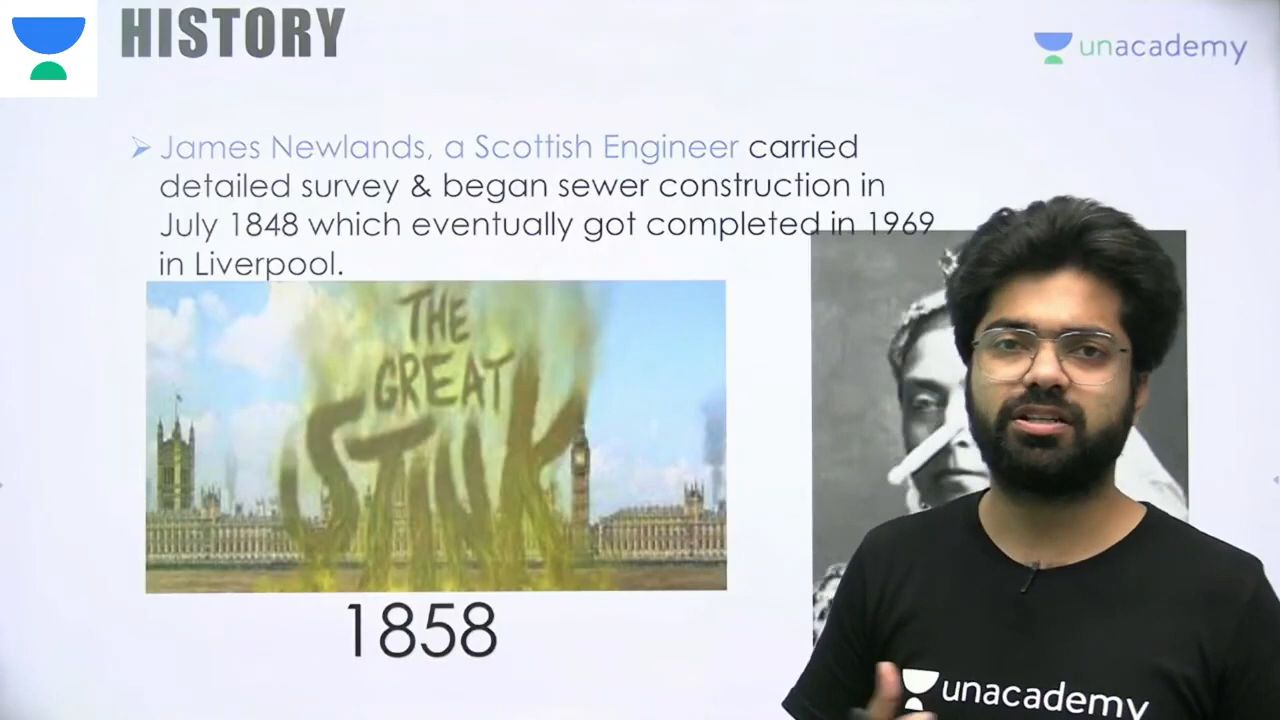 HISTORY
unacademy
➢ James Newlands, a Scottish Engineer carried
detailed survey & began sewer construction in
July 1848 which eventually got completed in 1969
in Liverpool.
THE
GREAT
STINK
1858
unacademy